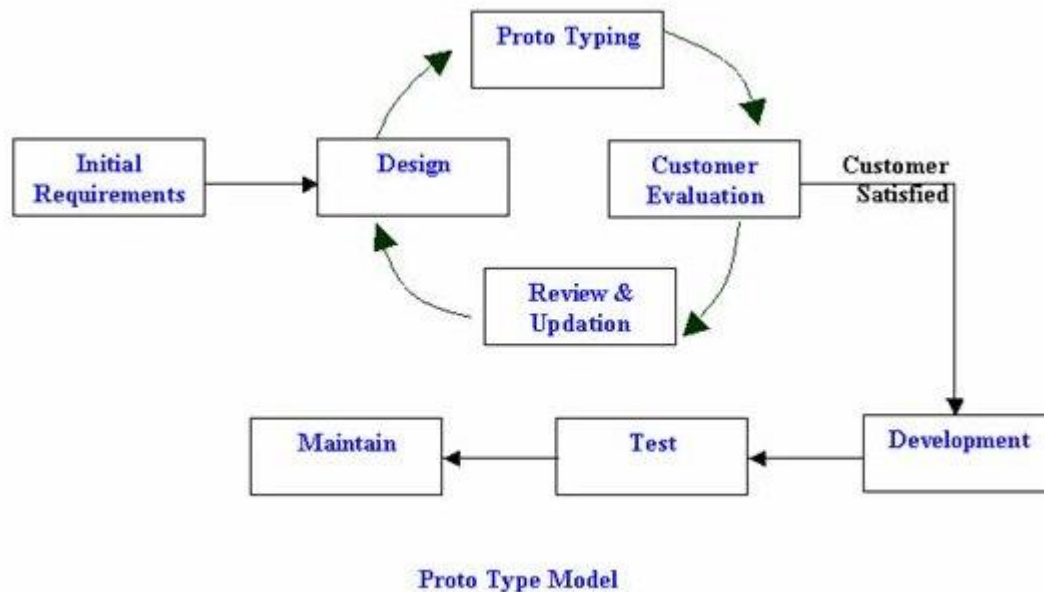 Proto Typing
Initial
Requirements
Design
Customer
Evaluation
Customer
Satisfied
Review &
Updation
Maintain
Test
Development
Proto Type Model